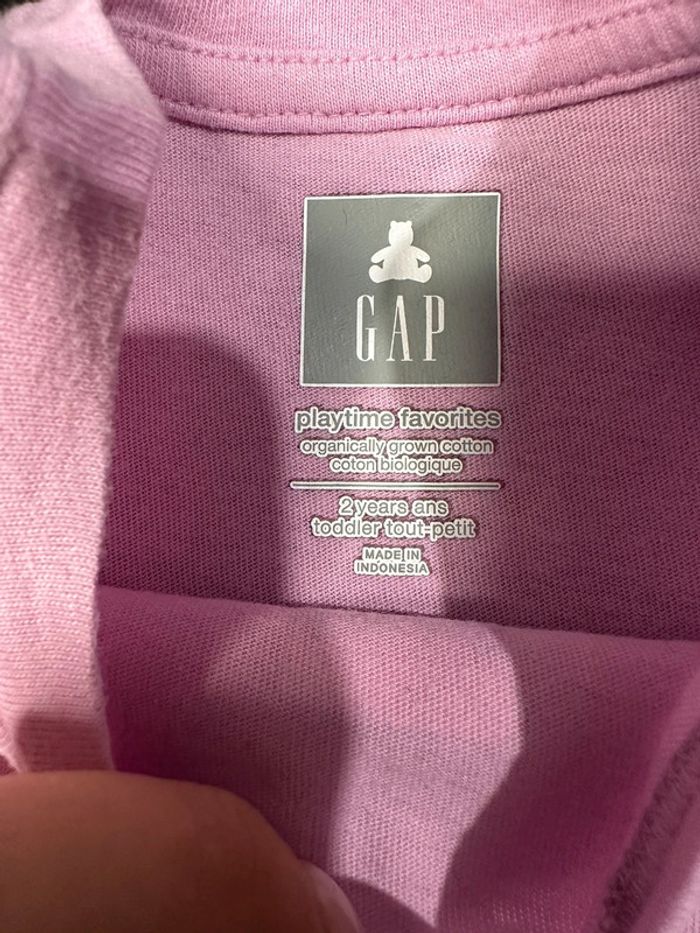 GAP
playtime favorites
organically grown cotton
coton biologique
2 years ans
toddler tout-petit
MADE IN
INDONESIA